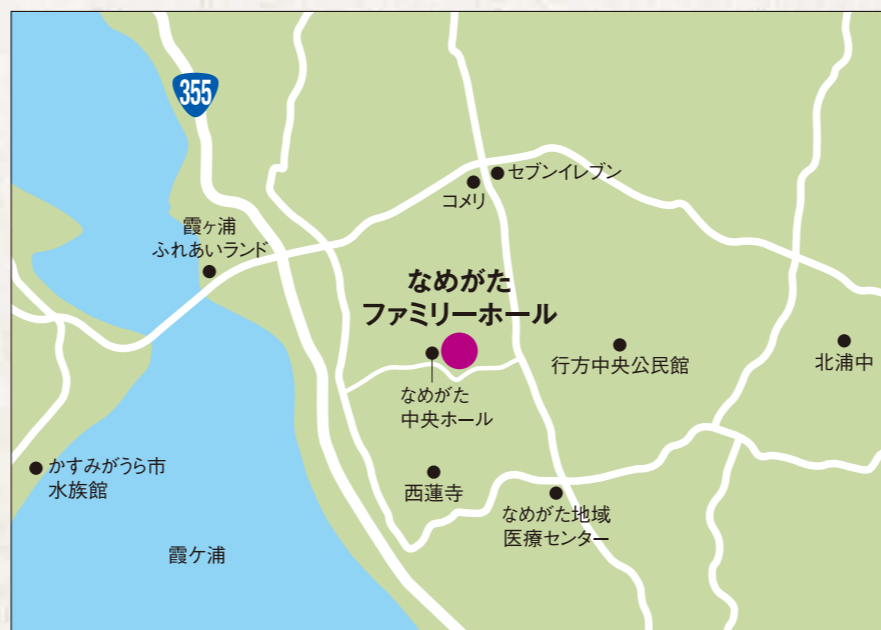 355
セブンイレブン
コメリ
霞ヶ浦
ふれあいランド
なめがた
ファミリーホール
行方中央公民館
北浦中
なめがた
中央ホール
かすみがうら市
水族館
西蓮寺
なめがた地域
医療センター
霞ケ浦